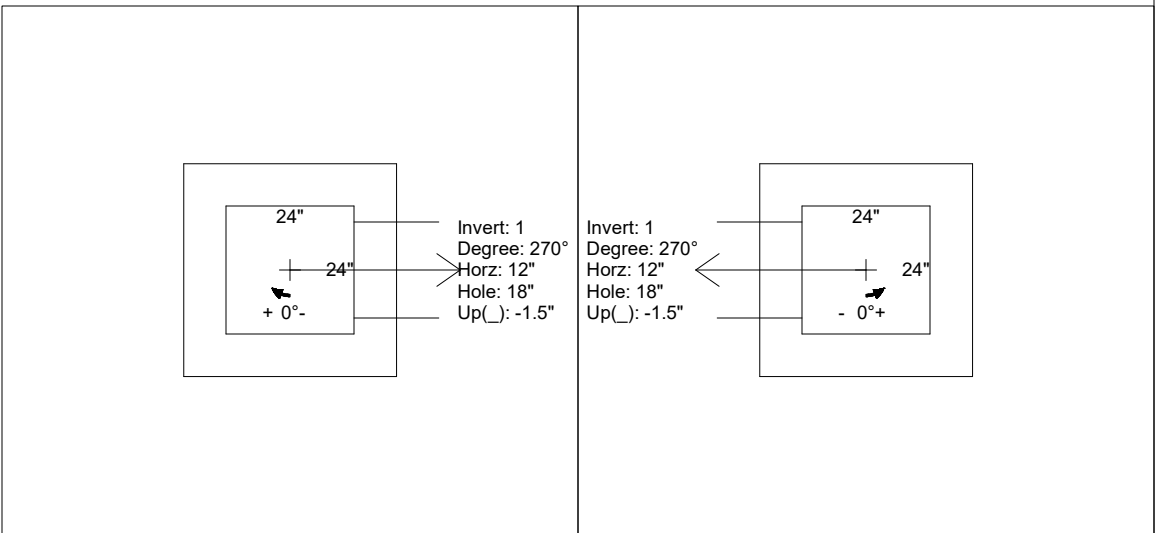 24"
24"
+ 0°-
Invert: 1
Degree: 270°
Horz: 12"
Hole: 18"
Up(_): -1.5"
Invert: 1
Degree: 270°
Horz: 12"
Hole: 18"
Up(_): -1.5"
24"
24"
- 0°+